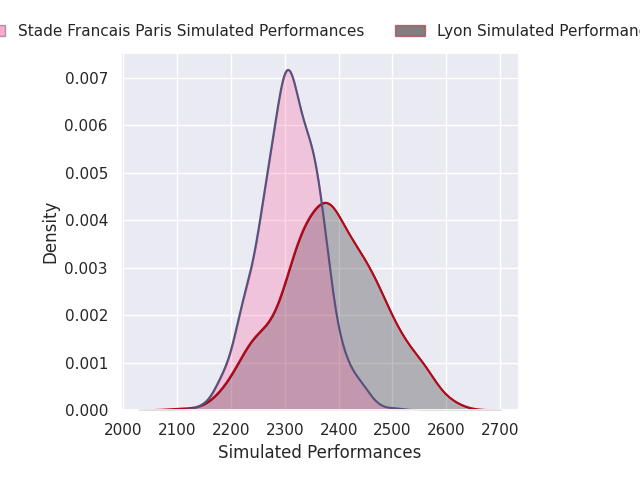 Stade Francais Paris Simulated Performances
Lyon Simulated
0.007
0.006
0.005
0.004
0.003
0.002
0.001
0.000
Density
2000 2100 2200 2300 2400 2500 2600 2700
Simulated Performances